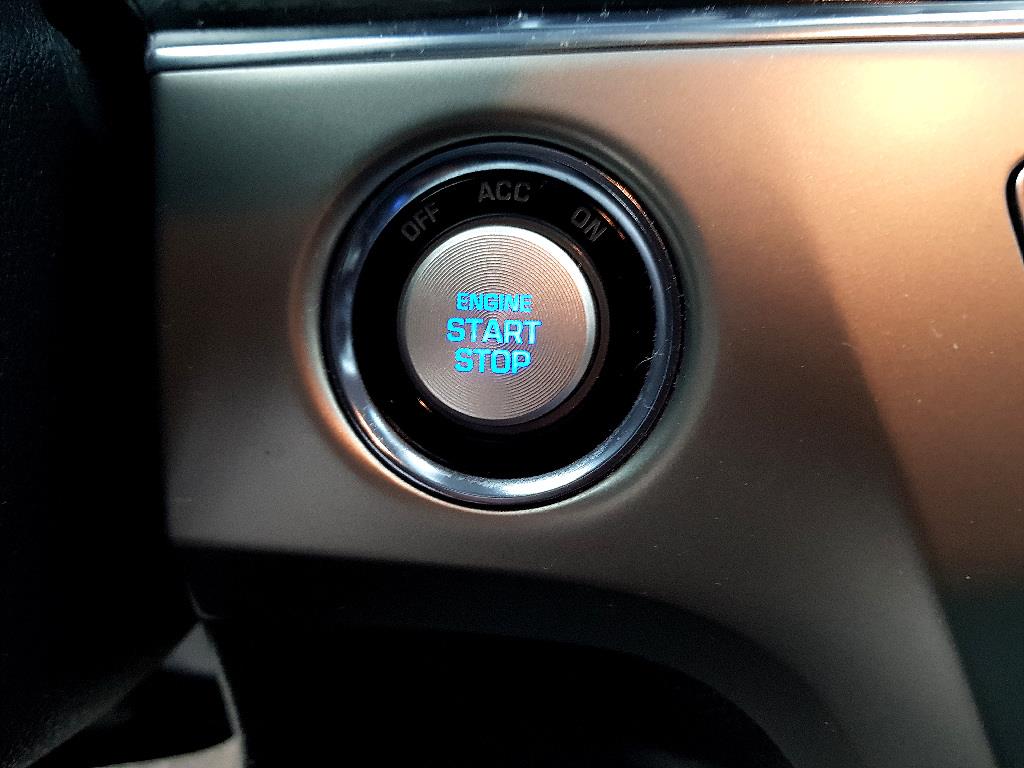 OFF ACC ON
ENGINE
START
STOP